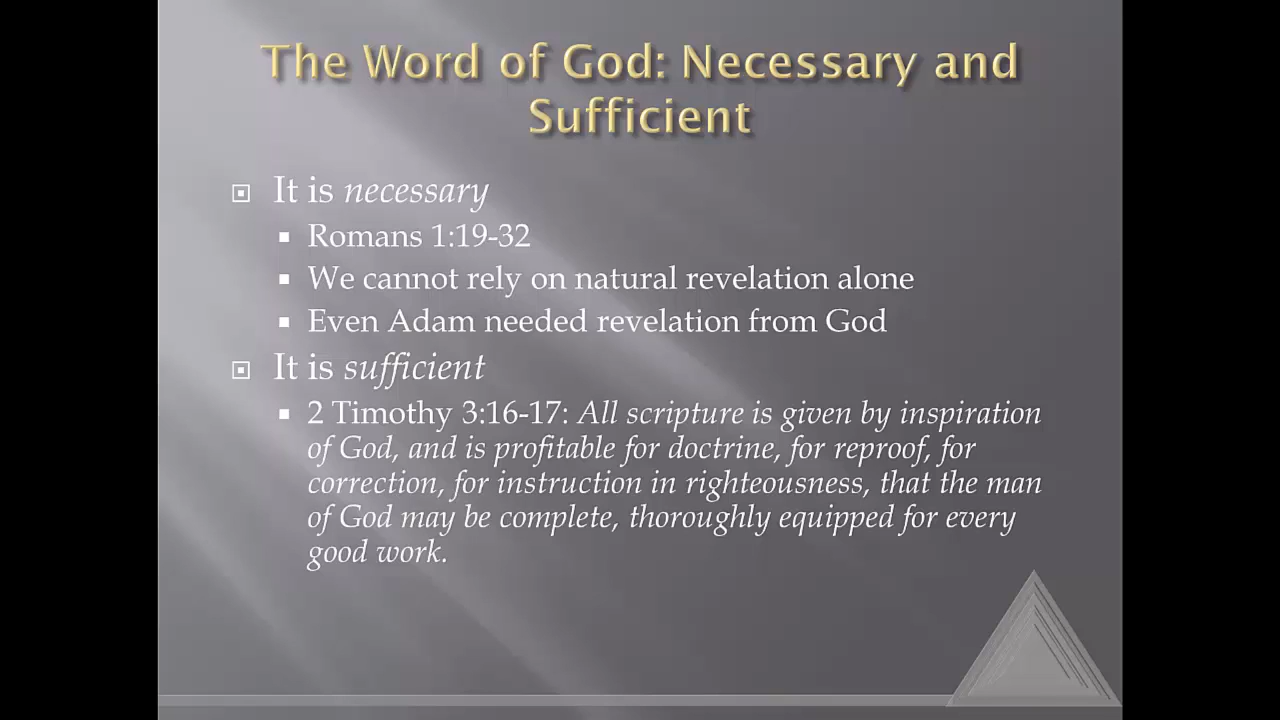 The Word of God: Necessary and
Sufficient
It is necessary
Romans 1:19-32
We cannot rely on natural revelation alone
Even Adam needed revelation from God
It is sufficient
2 Timothy 3:16-17: All scripture is given by inspiration
of God, and is profitable for doctrine, for reproof, for
correction, for instruction in righteousness, that the man
of God may be complete, thoroughly equipped for every
good work.